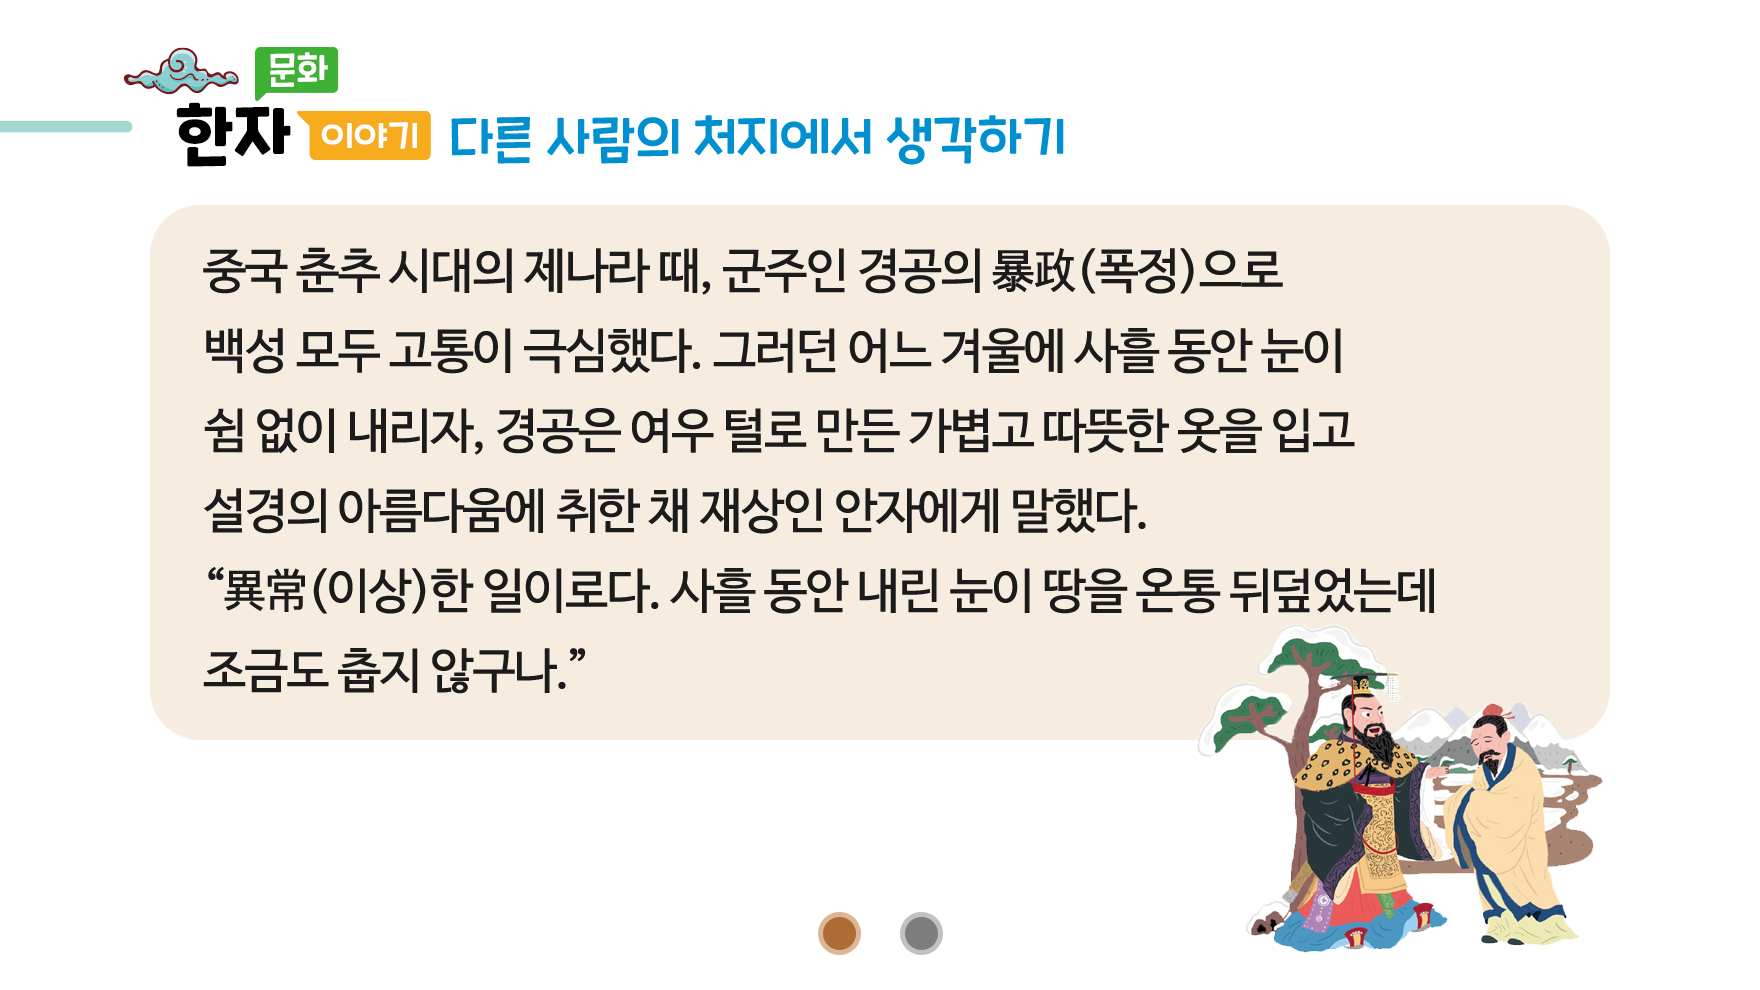 문화
한자 이야기 다른 사람의 처지에서 생각하기
중국 춘추 시대의 제나라 때, 군주인 경공의 暴政(폭정)으로
백성 모두 고통이 극심했다. 그러던 어느 겨울에 사흘 동안 눈이
쉼 없이 내리자, 경공은 여우 털로 만든 가볍고 따뜻한 옷을 입고
설경의 아름다움에 취한 채 재상인 안자에게 말했다.
“異常(이상)한 일이로다. 사흘 동안 내린 눈이 땅을 온통 뒤덮었는데
조금도 춥지 않구나.”